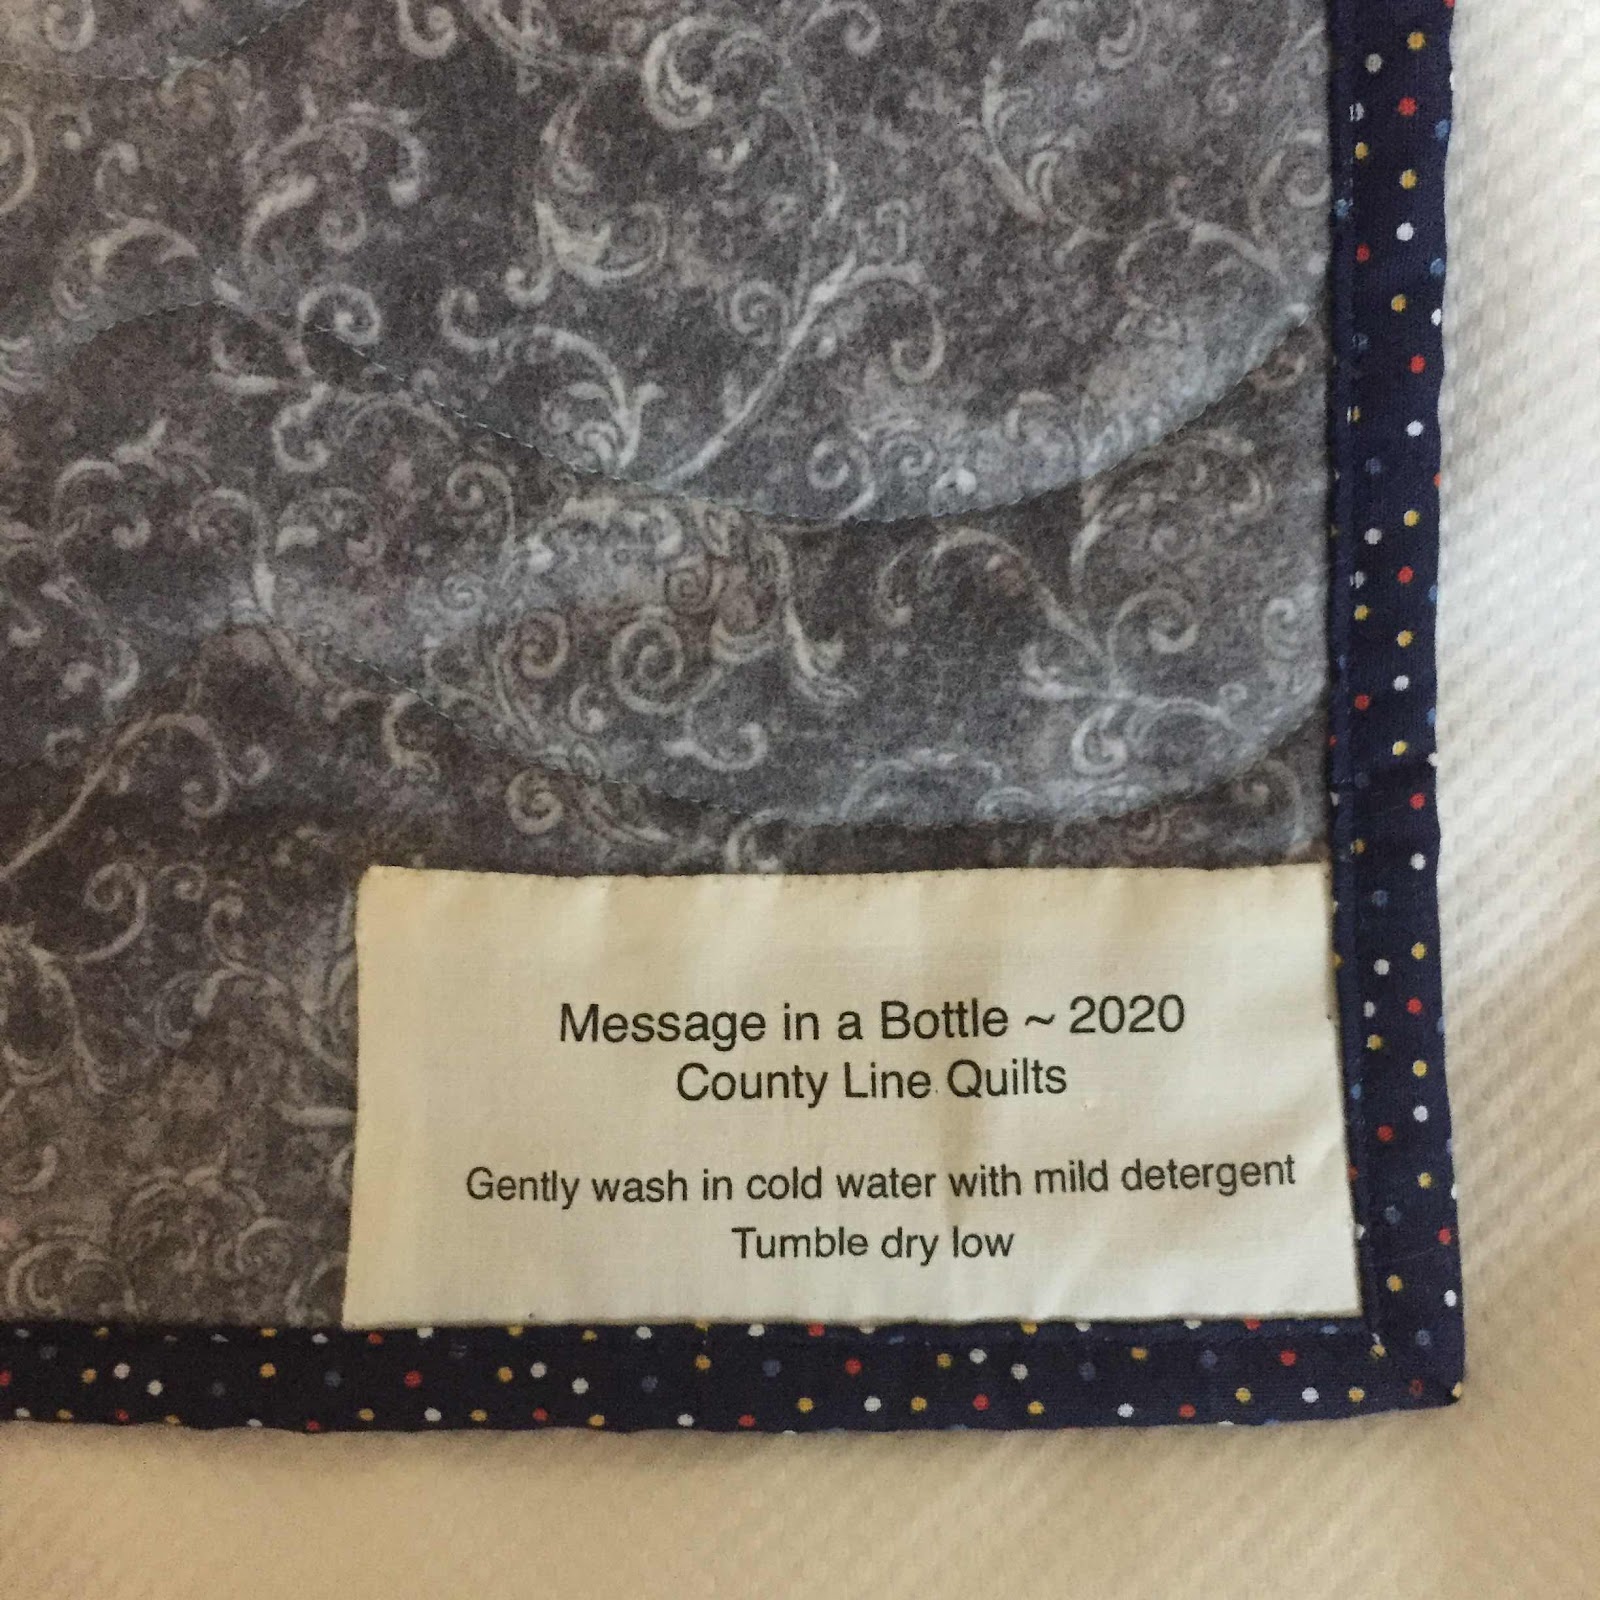 Message in a Bottle ~ 2020
County Line Quilts
Gently wash in cold water with mild detergent
Tumble dry low